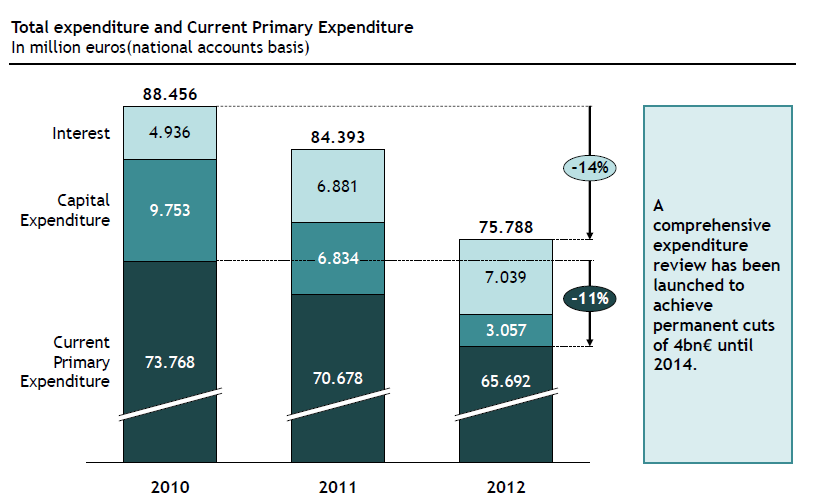 Total expenditure and Current Primary Expenditure
In million euros(national accounts basis)
88.456
Interest
4.936
84.393
-14%
6.881
Capital
Expenditure
9.753
75.788
6.834
7.039
-11%
3.057
Current
Primary
Expenditure
73.768
70.678
65.692
2010
2011
2012
A
comprehensive
expenditure
review has been
launched to
achieve
permanent cuts
of 4bn€ until
2014.